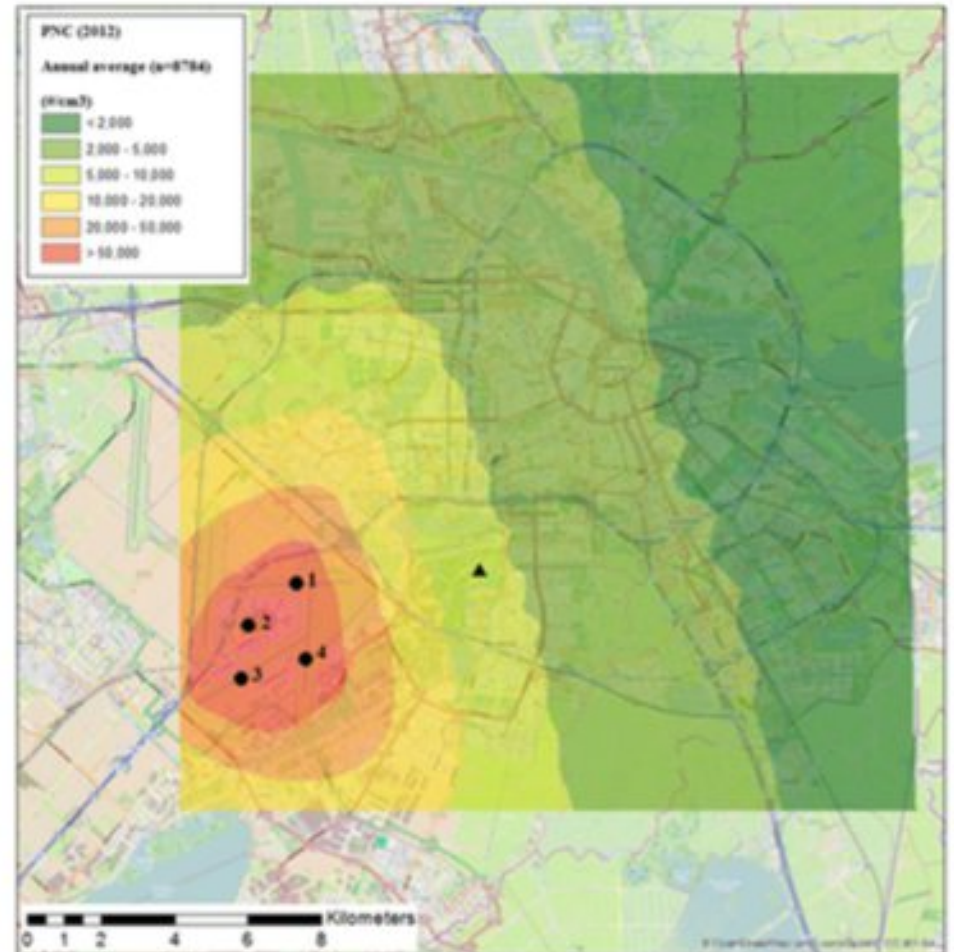 PNC (2012)
Annual average (n=8784)
(#/cm3)
< 2.000
2.000 - 5.000
5.000 - 10.000
10.000 - 20.000
20.000 - 50.000
> 50.000
1
2
4
3
Kilometers
0 1 2 4 6 8